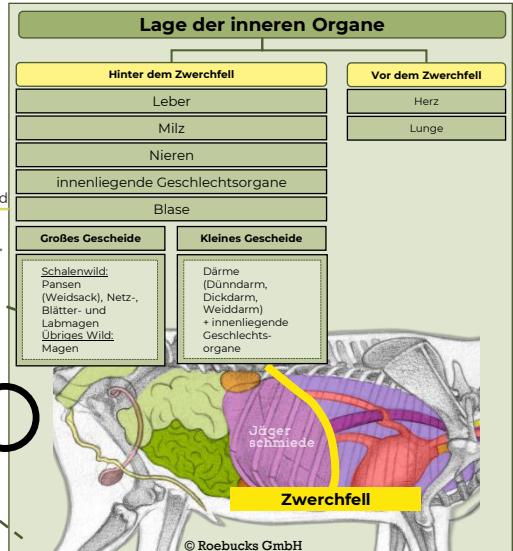 Lage der inneren Organe
Hinter dem Zwerchfell
Vor dem Zwerchfell
Leber
Herz
Milz
Lunge
Nieren
innenliegende Geschlechtsorgane
d
Blase
Großes Gescheide
Kleines Gescheide
Schalenwild:
Pansen
(Weidsack), Netz-,
Blätter- und
Labmagen
Übriges Wild:
Magen
Därme
(Dünndarm,
Dickdarm,
Weiddarm)
+ innenliegende
Geschlechts-
organe
Jäger
schmiede
Zwerchfell
© Roebucks GmbH